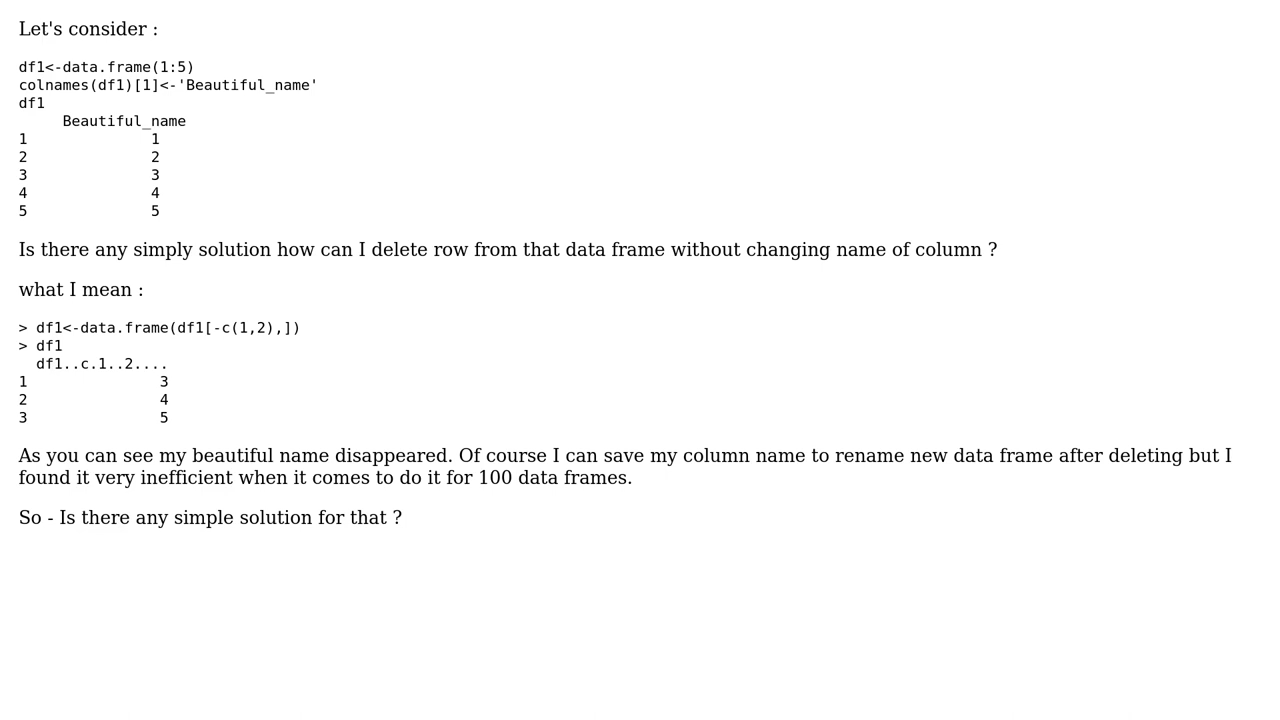 Let's consider :
df1<-data.frame(1:5)
colnames(df1)[1]<-'Beautiful_name'
df1
     Beautiful_name
1              1
2              2
3              3
4              4
5              5
Is there any simply solution how can I delete row from that data frame without changing name of column ?
what I mean :
> df1<-data.frame(df1[-c(1,2),])
> df1
  df1..c.1..2....
1               3
2               4
3               5
As you can see my beautiful name disappeared. Of course I can save my column name to rename new data frame after deleting but I
found it very inefficient when it comes to do it for 100 data frames.
So - Is there any simple solution for that ?